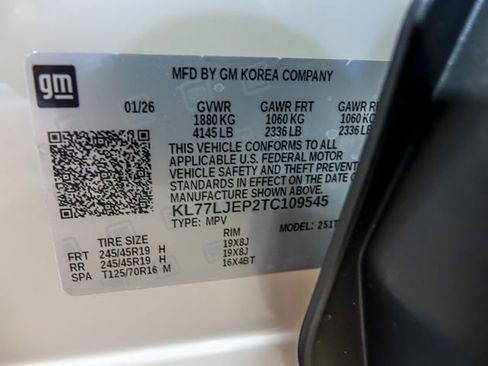 gm
MFD BY GM KOREA COMPANY
01/26 GVWR GAWR FRT GAWR
1880 KG 1060 KG 1060 KG
4145 LB 2336 LB 2336 LB
THIS VEHICLE CONFORMS TO ALL
APPLICABLE U.S. FEDERAL MOTOR
VEHICLE SAFETY AND THEFT
STANDARDS IN EFFECT ON THE DATE OF
MANUFACTURE SHOWN ABOVE.
KL77LJEP2TC109545
TYPE: MPV MODEL:
TIRE SIZE RIM
FRT 245/45R19 H 19X8J
RR 245/45R19 H 19X8J
SPA T125/70R16 M 16X4BT